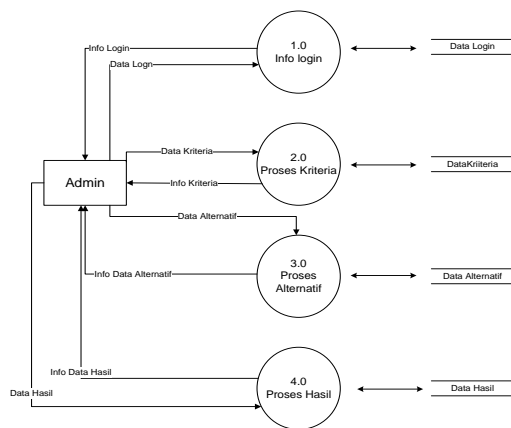 1.0
Info login
Info Login
Data Logn
Data Login
Data Kriteria
2.0
Proses Kriteria
DataKriiteria
Admin
Info Kriteria
Data Alternatif
3.0
Proses
Alternatif
Info Data Alternatif
Data Alternatif
Info Data Hasil
4.0
Proses Hasil
Data Hasil
Data Hasil